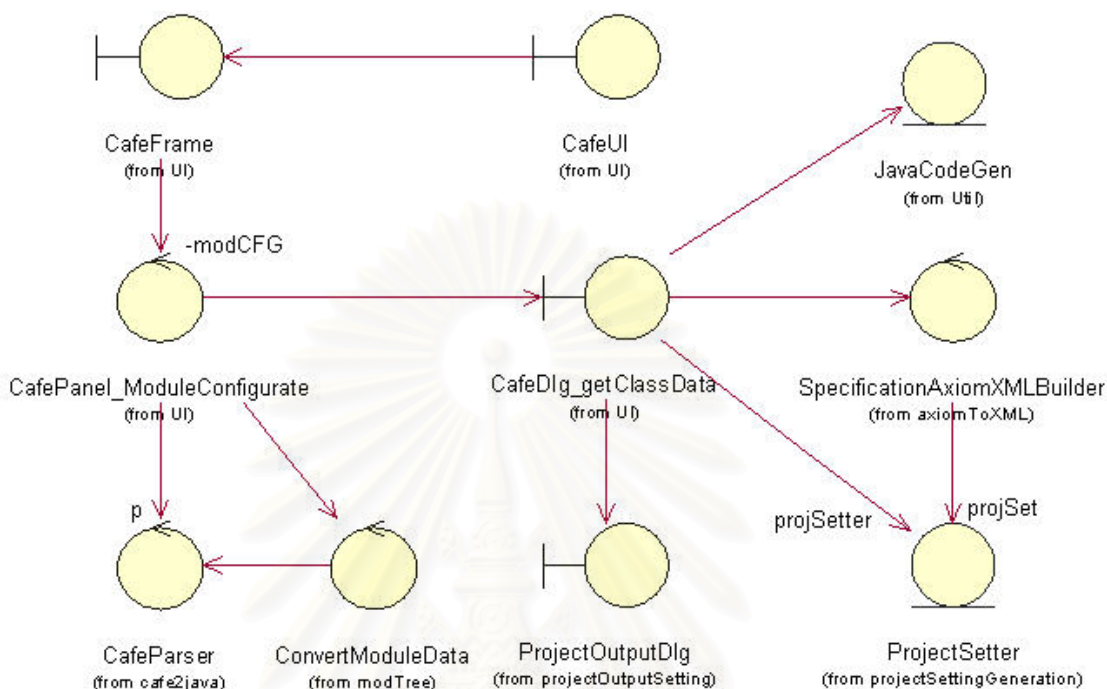 CafeFrame
(from UI)
CafeUI
(from UI)
JavaCodeGen
(from Util)
-modCFG
CafePanel_ModuleConfigurate
(from UI)
CafeDlg_getClassData
(from UI)
SpecificationAxiomXMLBuilder
(from axiomToXML)
p
projSetter
projSet
CafeParser
(from cafe2java)
ConvertModuleData
(from modTree)
ProjectOutputDlg
(from projectOutputSetting)
ProjectSetter
(from projectSettingGeneration)